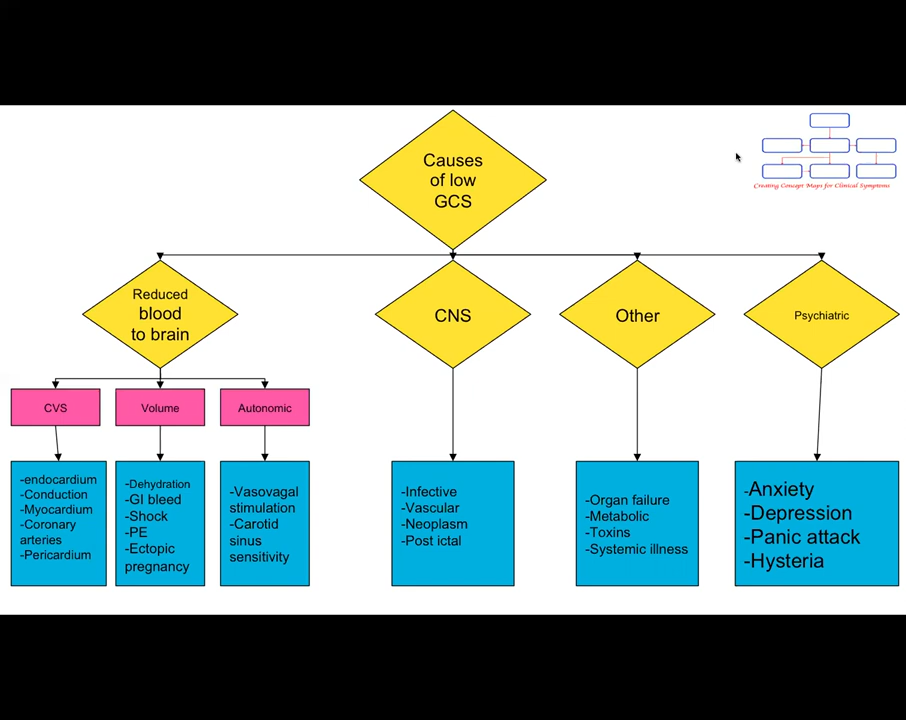 Causes
of low
GCS
Creating Concept Maps for Clinical Symptoms
Reduced
blood
to brain
CNS
Other
Psychiatric
CVS
Volume
Autonomic
-endocardium
-Conduction
-Myocardium
-Coronary
arteries
-Pericardium
-Dehydration
-GI bleed
-Shock
-PE
-Ectopic
pregnancy
-Vasovagal
stimulation
-Carotid
sinus
sensitivity
-Infective
-Vascular
-Neoplasm
-Post ictal
-Organ failure
-Metabolic
-Toxins
-Systemic illness
-Anxiety
-Depression
-Panic attack
-Hysteria